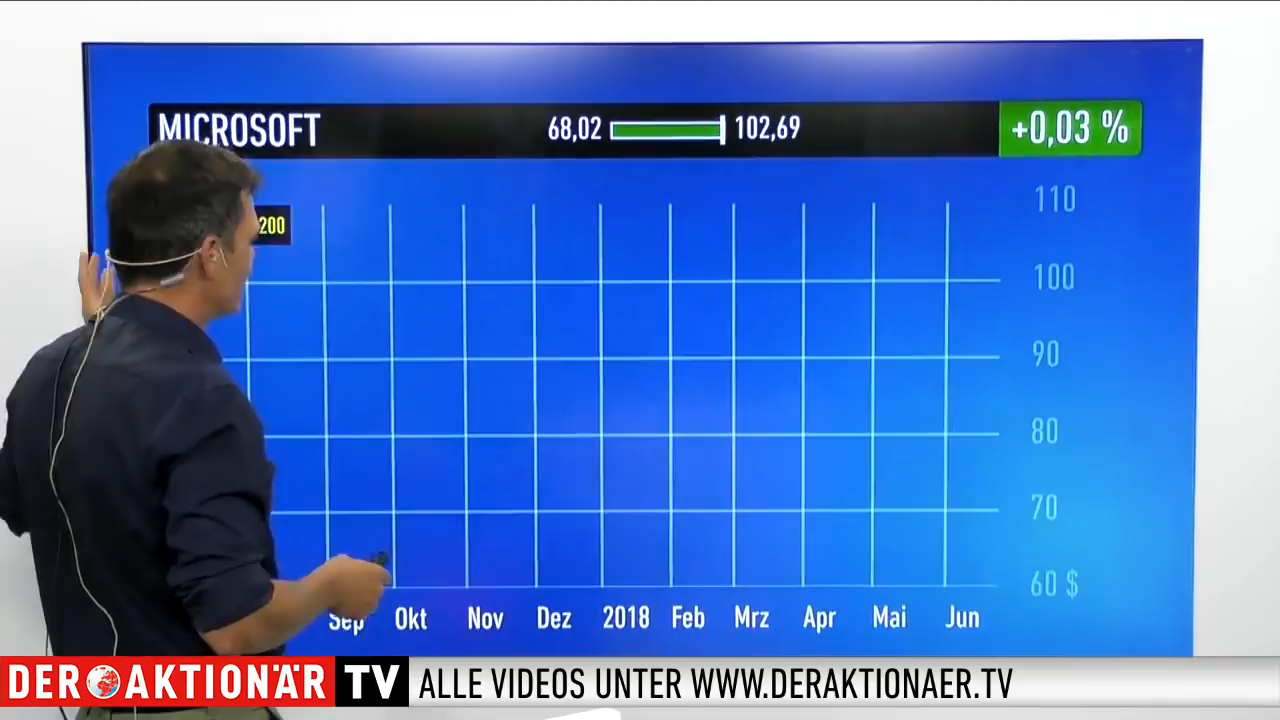 MICROSOFT 68,02 102,69 +0,03 %
200
110
100
90
80
70
60 $
Sep Okt Nov Dez 2018 Feb Mrz Apr Mai Jun
DER AKTIONÄR TV ALLE VIDEOS UNTER WWW.DERAKTIONAER.TV